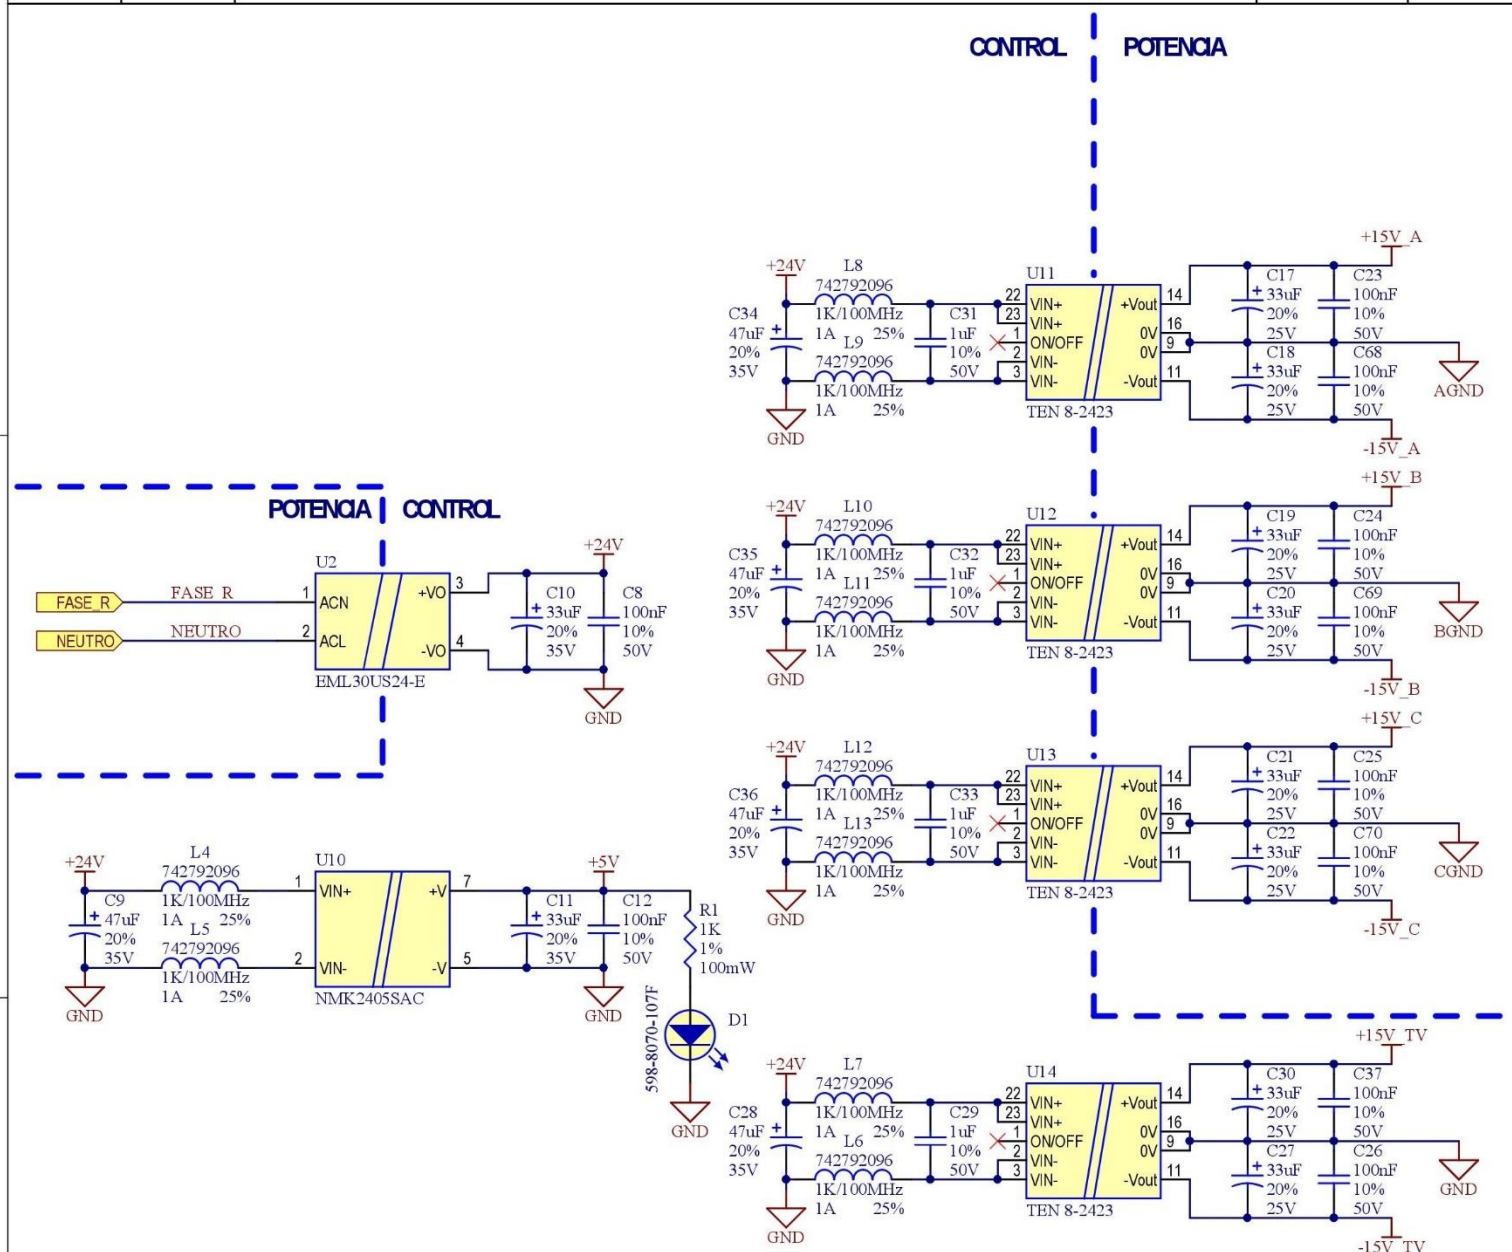 CONTROL POTENCIA
+15V_A
+24V
L8
742792096
1K/100MHz
1A 25%
L9
742792096
1K/100MHz
1A 25%
C34
47uF
20%
35V
GND
C31
1uF
10%
50V
U11
22 VIN+
23 VIN+
1 ON/OFF
2 VIN-
3 VIN-
+Vout 14
0V 16
0V 9
-Vout 11
TEN 8-2423
C17
33uF
20%
25V
C18
33uF
20%
25V
C23
100nF
10%
50V
C68
100nF
10%
50V
AGND
-15V_A
+15V_B
+24V
L10
742792096
1K/100MHz
1A 25%
L11
742792096
1K/100MHz
1A 25%
C35
47uF
20%
35V
GND
C32
1uF
10%
50V
U12
22 VIN+
23 VIN+
1 ON/OFF
2 VIN-
3 VIN-
+Vout 14
0V 16
0V 9
-Vout 11
TEN 8-2423
C19
33uF
20%
25V
C20
33uF
20%
25V
C24
100nF
10%
50V
C69
100nF
10%
50V
BGND
-15V_B
POTENCIA CONTROL
FASE_R
FASE_R
NEUTRO
NEUTRO
U2
1 ACN
2 ACL
+VO 3
-VO 4
EML30US24-E
+24V
C10
33uF
20%
35V
C8
100nF
10%
50V
GND
+15V_C
+24V
L12
742792096
1K/100MHz
1A 25%
L13
742792096
1K/100MHz
1A 25%
C36
47uF
20%
35V
GND
C33
1uF
10%
50V
U13
22 VIN+
23 VIN+
1 ON/OFF
2 VIN-
3 VIN-
+Vout 14
0V 16
0V 9
-Vout 11
TEN 8-2423
C21
33uF
20%
25V
C22
33uF
20%
25V
C25
100nF
10%
50V
C70
100nF
10%
50V
CGND
-15V_C
+24V
C9
47uF
20%
35V
GND
L4
742792096
1K/100MHz
1A 25%
L5
742792096
1K/100MHz
1A 25%
U10
1 VIN+
2 VIN-
+V 7
-V 5
NMK2405SAC
+5V
C11
33uF
20%
35V
C12
100nF
10%
50V
GND
R1
1K
1%
100mW
598-8070-107F
D1
GND
+15V_TV
+24V
L7
742792096
1K/100MHz
1A 25%
L6
742792096
1K/100MHz
1A 25%
C28
47uF
20%
35V
GND
C29
1uF
10%
50V
U14
22 VIN+
23 VIN+
1 ON/OFF
2 VIN-
3 VIN-
+Vout 14
0V 16
0V 9
-Vout 11
TEN 8-2423
C30
33uF
20%
25V
C27
33uF
20%
25V
C37
100nF
10%
50V
C26
100nF
10%
50V
GND
-15V_TV